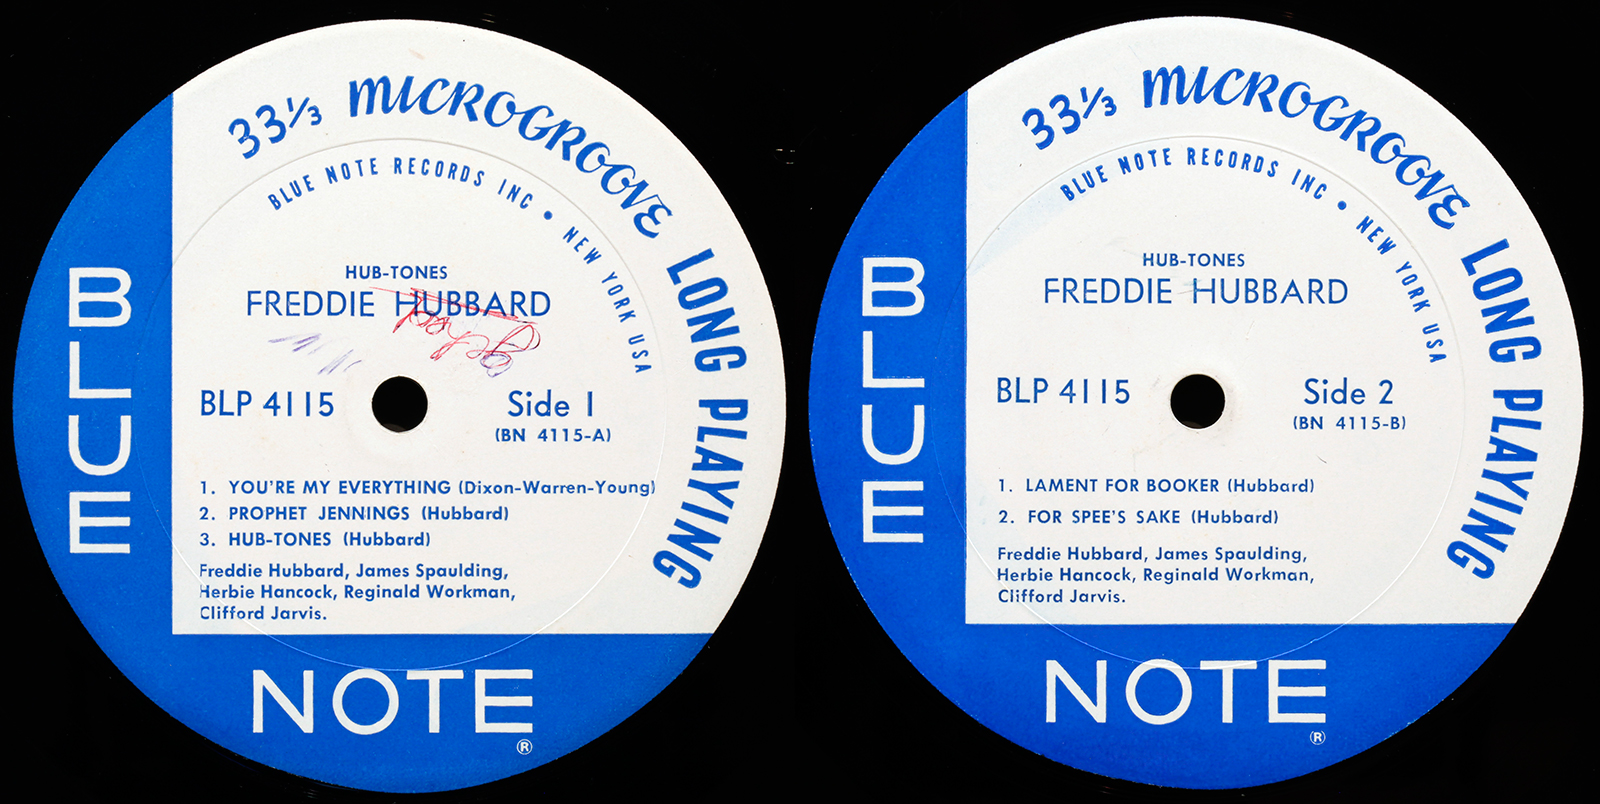 33⅓ MICROGROOVE LONG PLAYING
BLUE NOTE RECORDS INC • NEW YORK USA
HUB-TONES
FREDDIE HUBBARD
BLP 4115
Side 1
(BN 4115-A)
1. YOU'RE MY EVERYTHING (Dixon-Warren-Young)
2. PROPHET JENNINGS (Hubbard)
3. HUB-TONES (Hubbard)
Freddie Hubbard, James Spaulding,
Herbie Hancock, Reginald Workman,
Clifford Jarvis.
BLUE
NOTE
®
33⅓ MICROGROOVE LONG PLAYING
BLUE NOTE RECORDS INC • NEW YORK USA
HUB-TONES
FREDDIE HUBBARD
BLP 4115
Side 2
(BN 4115-B)
1. LAMENT FOR BOOKER (Hubbard)
2. FOR SPEE'S SAKE (Hubbard)
Freddie Hubbard, James Spaulding,
Herbie Hancock, Reginald Workman,
Clifford Jarvis.
BLUE
NOTE
®